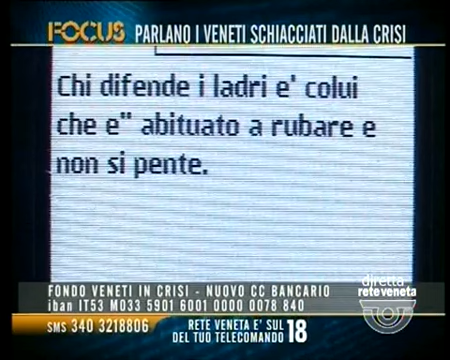 FOCUS PARLANO I VENETI SCHIACCIATI DALLA CRISI
Chi difende i ladri e' colui
che e'' abituato a rubare e
non si pente.
FONDO VENETI IN CRISI - NUOVO CC BANCARIO
iban IT53 M033 5901 6001 0000 0078 840
diretta
reteveneta
SMS 340 3218806
RETE VENETA E' SUL
DEL TUO TELECOMANDO 18